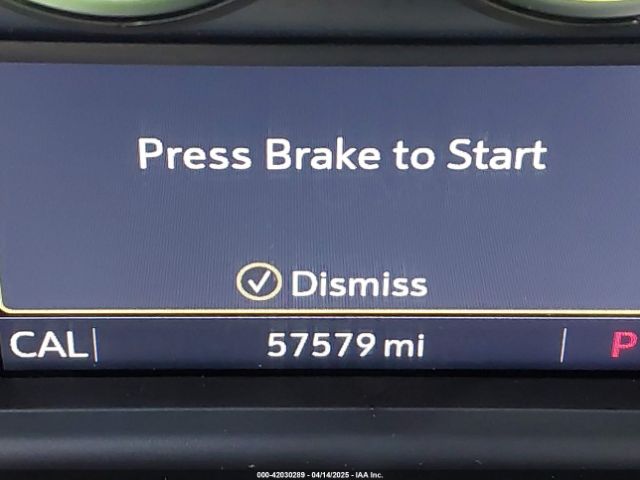 Press Brake to Start
Dismiss
CAL 57579 mi P
000-42030289 - 04/14/2025 - IAA Inc.